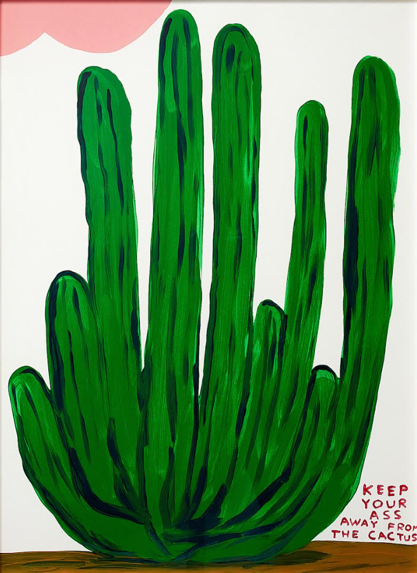 KEEP
YOUR
ASS
AWAY FROM
THE CACTUS